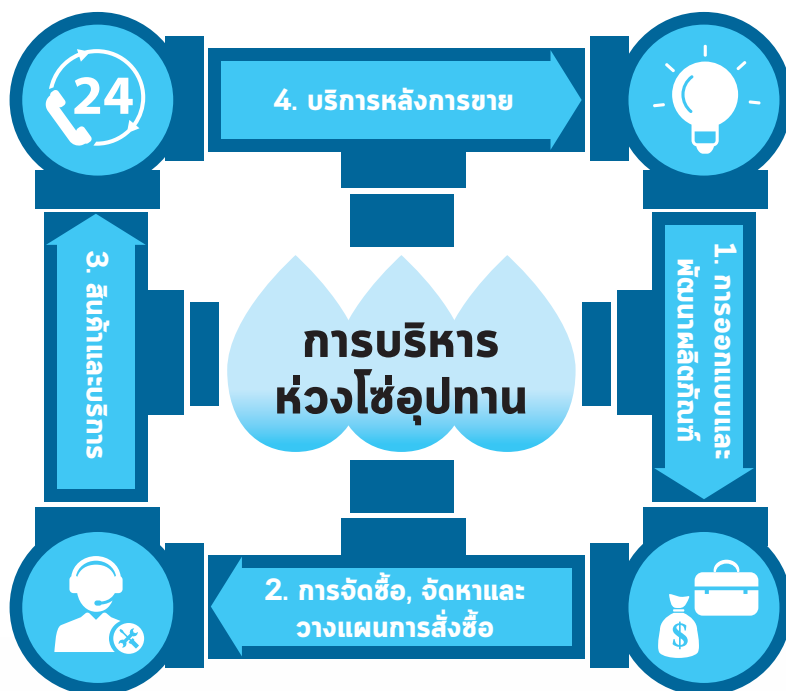 24
4. บริการหลังการขาย
1. การออกแบบและ
พัฒนาผลิตภัณฑ์
3. สินค้าและบริการ
การบริหาร
ห่วงโซ่อุปทาน
2. การจัดซื้อ, จัดหาและ
วางแผนการสั่งซื้อ
$